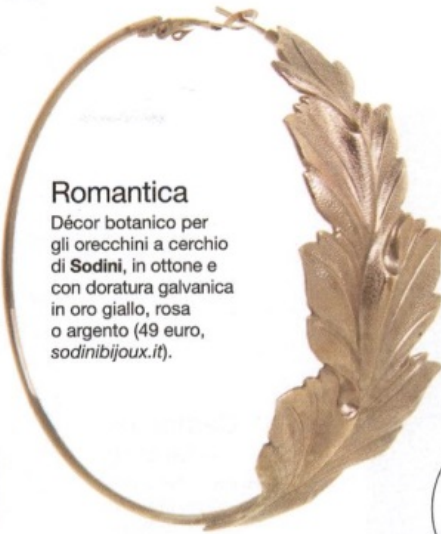 Romantica
Décor botanico per
gli orecchini a cerchio
di Sodini, in ottone e
con doratura galvanica
in oro giallo, rosa
o argento (49 euro,
sodinibijoux.it).